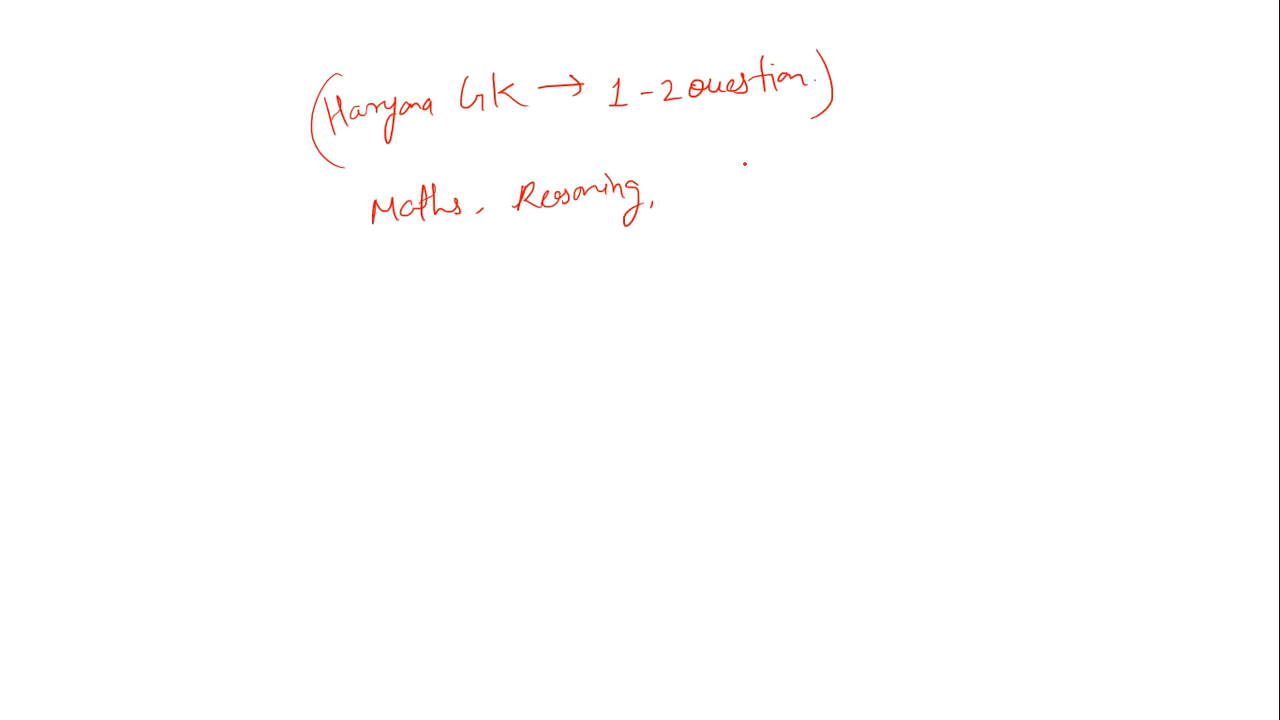 (Haryana GK → 1-2 question.)
Maths, Reasoning,